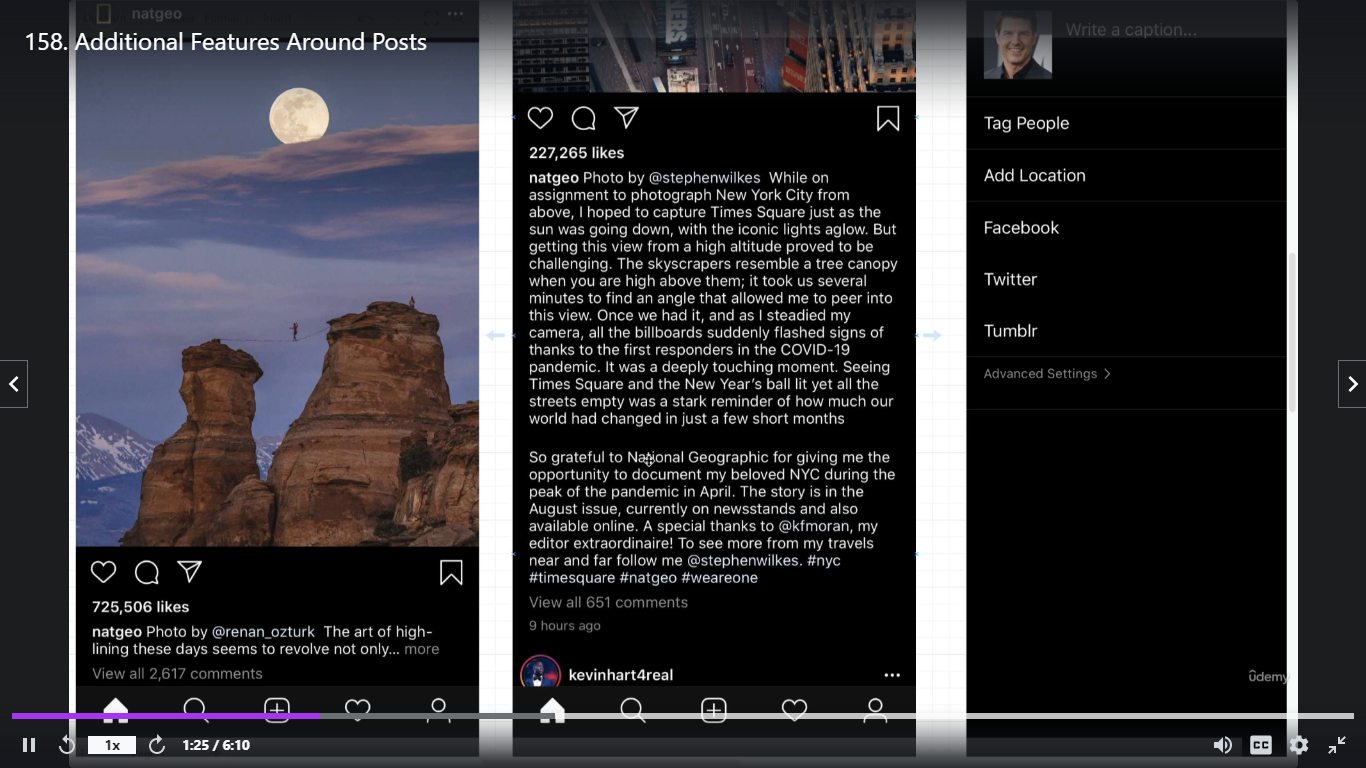 natgeo
158. Additional Features Around Posts
725,506 likes
natgeo Photo by @renan_ozturk The art of high-
lining these days seems to revolve not only... more
View all 2,617 comments
227,265 likes
natgeo Photo by @stephenwilkes While on
assignment to photograph New York City from
above, I hoped to capture Times Square just as the
sun was going down, with the iconic lights aglow. But
getting this view from a high altitude proved to be
challenging. The skyscrapers resemble a tree canopy
when you are high above them; it took us several
minutes to find an angle that allowed me to peer into
this view. Once we had it, and as I steadied my
camera, all the billboards suddenly flashed signs of
thanks to the first responders in the COVID-19
pandemic. It was a deeply touching moment. Seeing
Times Square and the New Year's ball lit yet all the
streets empty was a stark reminder of how much our
world had changed in just a few short months
So grateful to National Geographic for giving me the
opportunity to document my beloved NYC during the
peak of the pandemic in April. The story is in the
August issue, currently on newsstands and also
available online. A special thanks to @kfmoran, my
editor extraordinaire! To see more from my travels
near and far follow me @stephenwilkes. #nyc
#timesquare #natgeo #weareone
View all 651 comments
9 hours ago
kevinhart4real
Write a caption...
Tag People
Add Location
Facebook
Twitter
Tumblr
Advanced Settings >
ûdemy
1x
1:25 / 6:10
CC